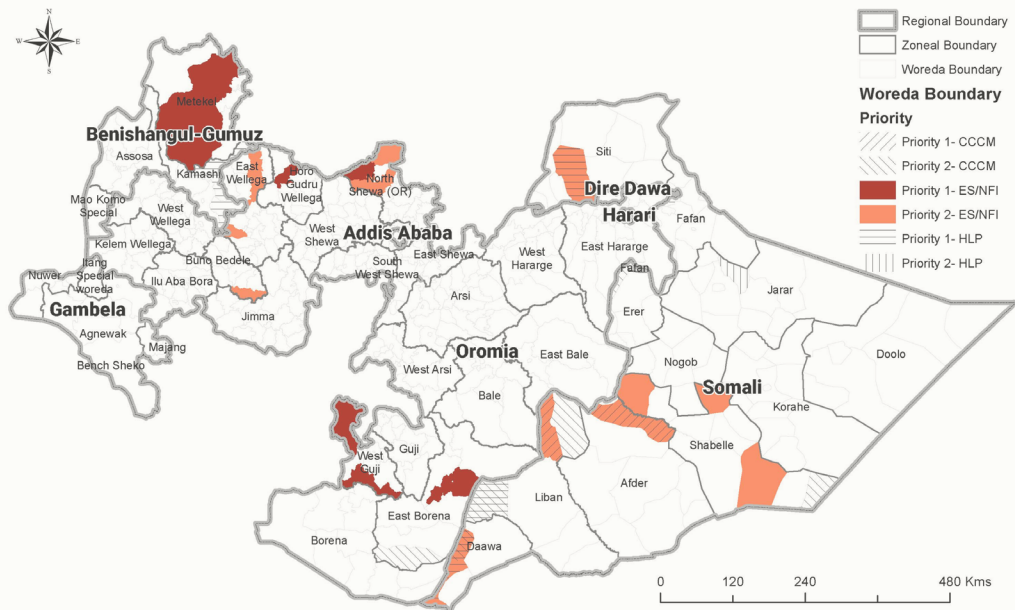 N
W
E
S
Regional Boundary
Zoneal Boundary
Woreda Boundary
Woreda Boundary
Priority
Priority 1- CCCM
Priority 2- CCCM
Priority 1- ES/NFI
Priority 2- ES/NFI
Priority 1- HLP
Priority 2- HLP
Metekel
Benishangul-Gumuz
Assosa
Kamashi
East
Wellega
Horo
Gudru
Wellega
North
Shewa (OR)
Siti
Dire Dawa
Harari
Mao Komo
Special
West
Wellega
Kelem Wellega
West
Shewa
Addis Ababa
Fafan
East Hararge
West
Hararge
East Shewa
South
West Shewa
Buno Bedele
Nuwer
Itang
Special
woreda
Ilu Aba Bora
Fafan
Jarar
Gambela
Jimma
Arsi
Erer
Agnewak
Majang
Bench Sheko
Oromia
East Bale
West Arsi
Bale
Nogob
Somali
Doolo
Korahe
Guji
West
Guji
Shabelle
Afder
Liban
East Borena
Borena
Daawa
0
120
240
480 Kms